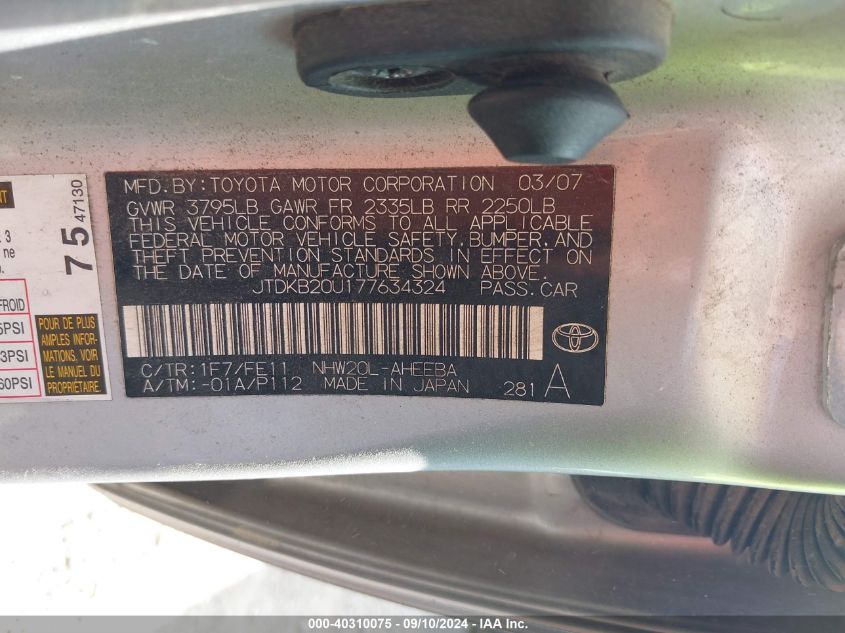 MFD.BY:TOYOTA MOTOR CORPORATION 03/07
GVWR 3795LB GAWR FR 2335LB RR 2250LB
THIS VEHICLE CONFORMS TO ALL APPLICABLE
FEDERAL MOTOR VEHICLE SAFETY,BUMPER,AND
THEFT PREVENTION STANDARDS IN EFFECT ON
THE DATE OF MANUFACTURE SHOWN ABOVE.
JTDKB20U177634324 PASS.CAR
C/TR:1F7/FE11 NHW20L-AHEEBA
A/TM:-01A/P112 MADE IN JAPAN 281 A
75 47130
3
ne
FROID
PSI
3PSI
60PSI
POUR DE PLUS
AMPLES INFOR-
MATIONS, VOIR
LE MANUEL DU
PROPRIÉTAIRE.
000-40310075 - 09/10/2024 - IAA Inc.